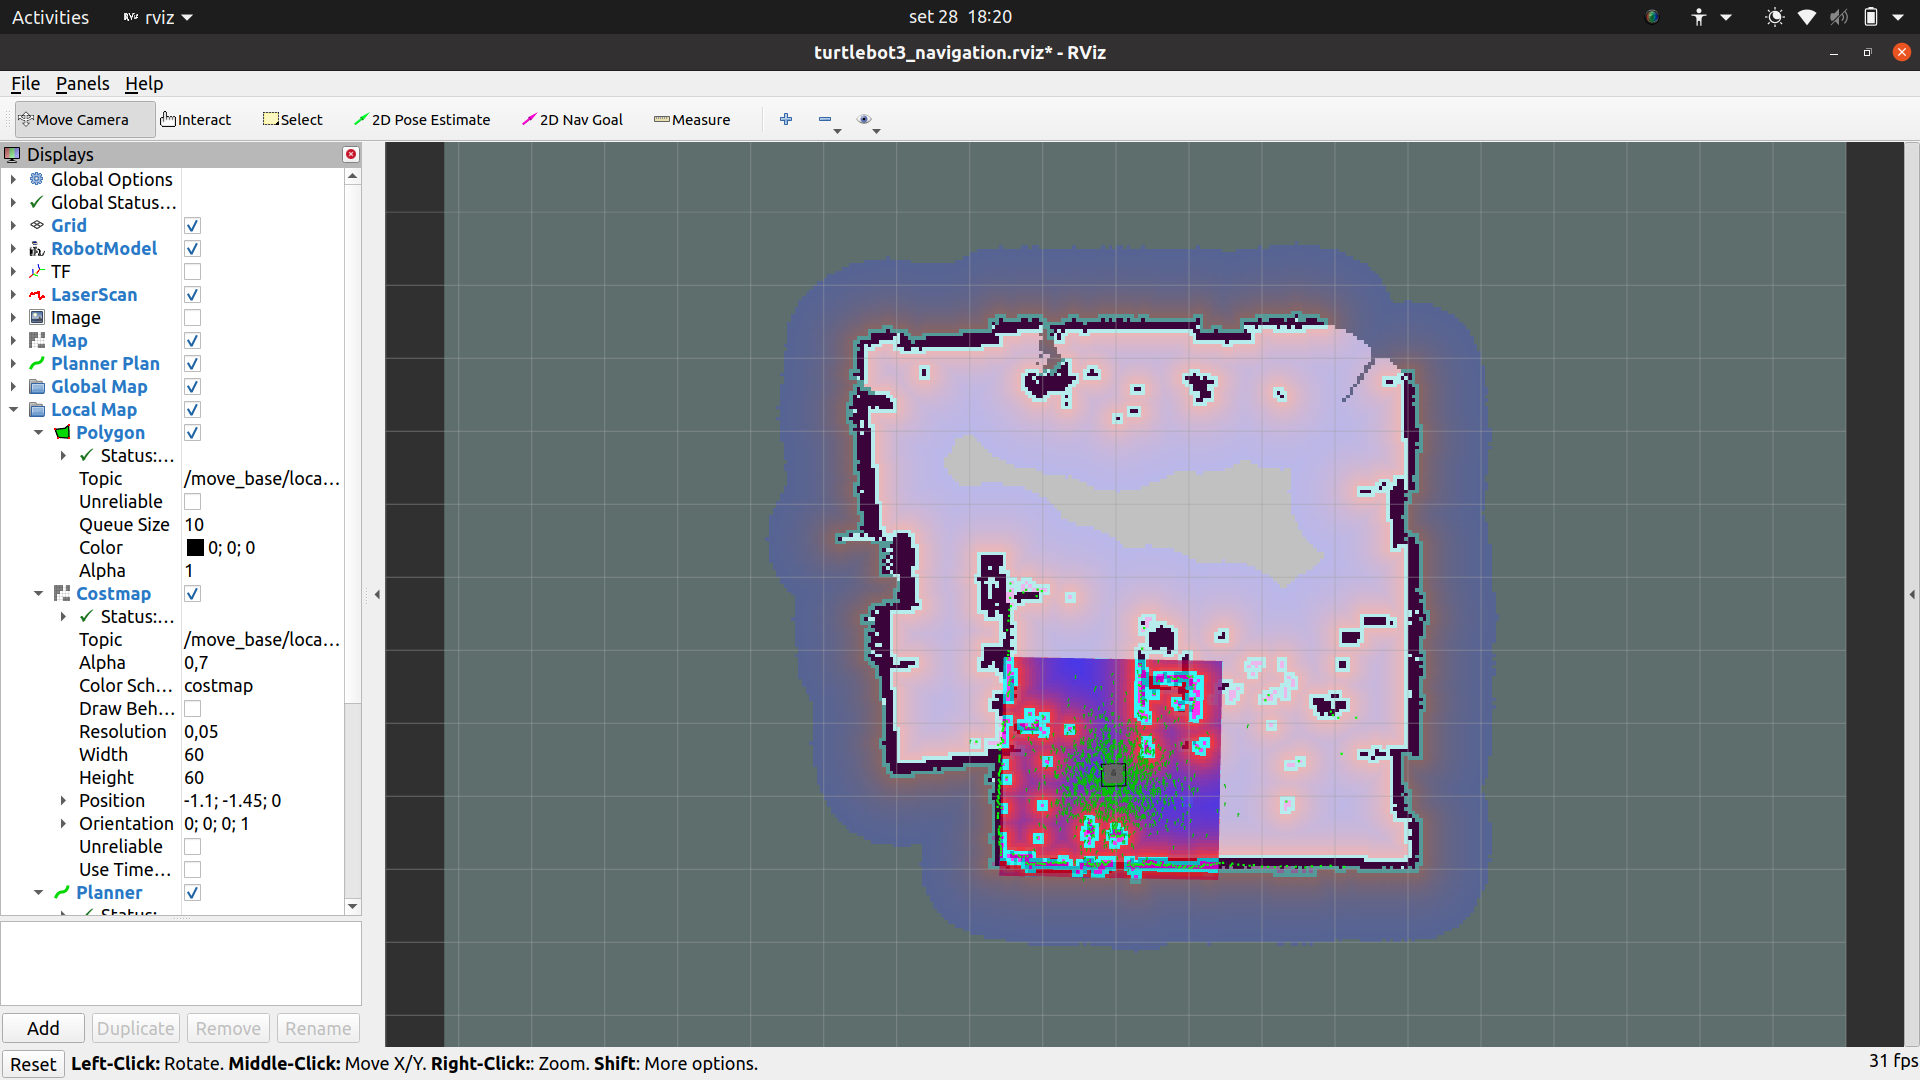 Activities
rviz
set 28 18:20
turtlebot3_navigation.rviz* - RViz
File Panels Help
Move Camera Interact Select 2D Pose Estimate 2D Nav Goal Measure
Displays
Global Options
Global Status...
Grid
RobotModel
TF
LaserScan
Image
Map
Planner Plan
Global Map
Local Map
Polygon
Status:...
Topic /move_base/loca...
Unreliable
Queue Size 10
Color 0; 0; 0
Alpha 1
Costmap
Status:...
Topic /move_base/loca...
Alpha 0,7
Color Sch... costmap
Draw Beh...
Resolution 0,05
Width 60
Height 60
Position -1.1; -1.45; 0
Orientation 0; 0; 0; 1
Unreliable
Use Time...
Planner
Status:
Add Duplicate Remove Rename
Reset Left-Click: Rotate. Middle-Click: Move X/Y. Right-Click:: Zoom. Shift: More options. 31 fps